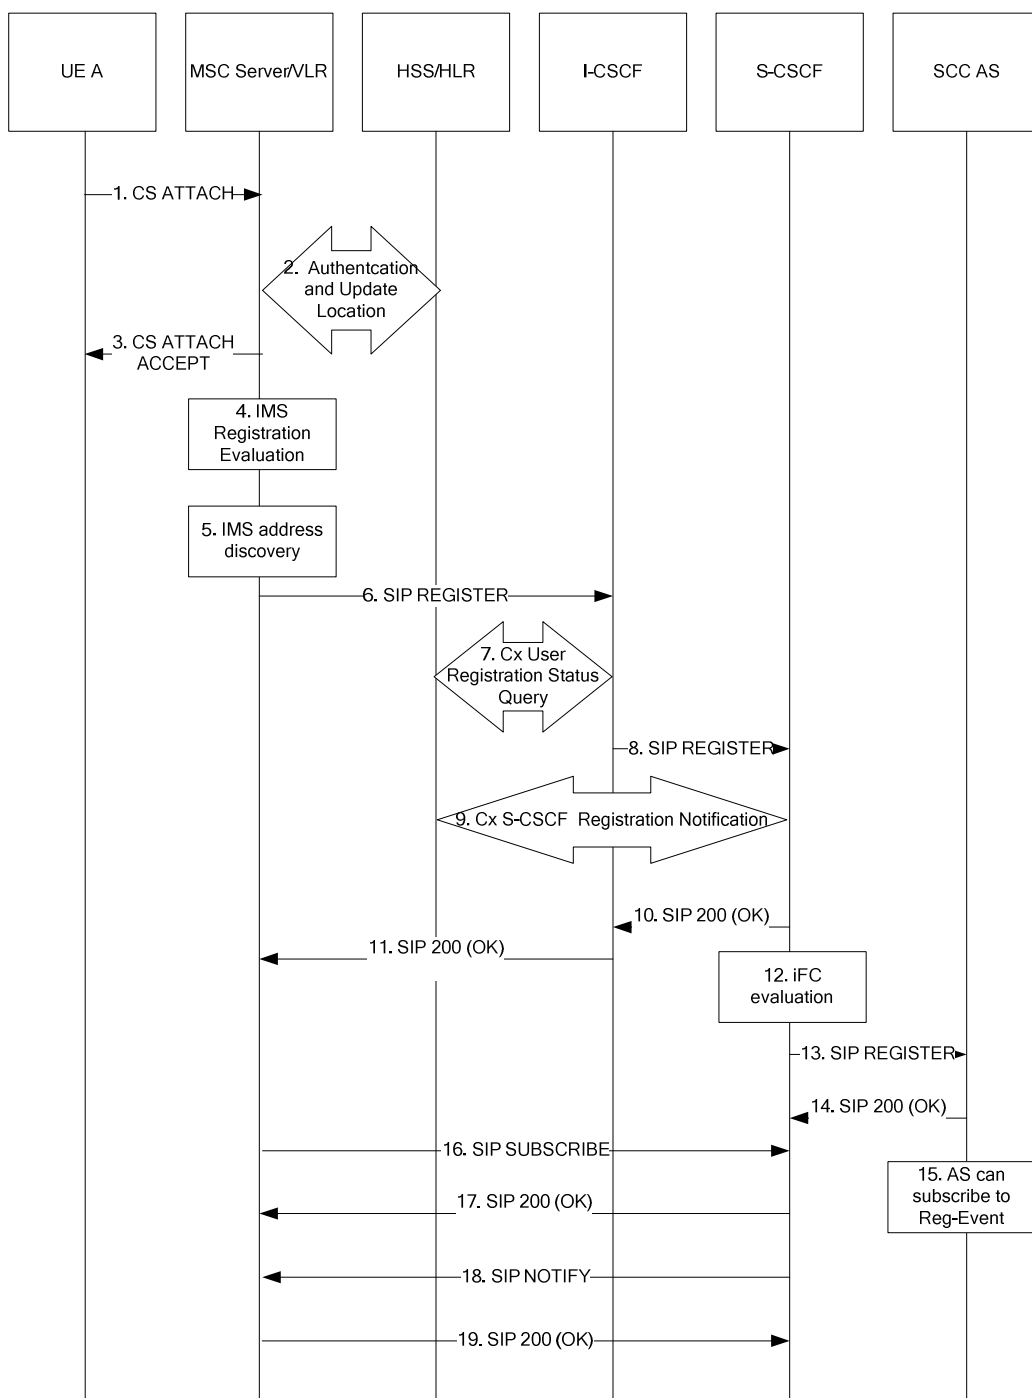 UE A
MSC Server/VLR
HSS/HLR
I-CSCF
S-CSCF
SCC AS
1. CS ATTACH
2. Authentcation
and Update
Location
3. CS ATTACH
ACCEPT
4. IMS
Registration
Evaluation
5. IMS address
discovery
6. SIP REGISTER
7. Cx User
Registration Status
Query
8. SIP REGISTER
9. Cx S-CSCF Registration Notification
10. SIP 200 (OK)
11. SIP 200 (OK)
12. iFC
evaluation
13. SIP REGISTER
14. SIP 200 (OK)
16. SIP SUBSCRIBE
15. AS can
subscribe to
Reg-Event
17. SIP 200 (OK)
18. SIP NOTIFY
19. SIP 200 (OK)